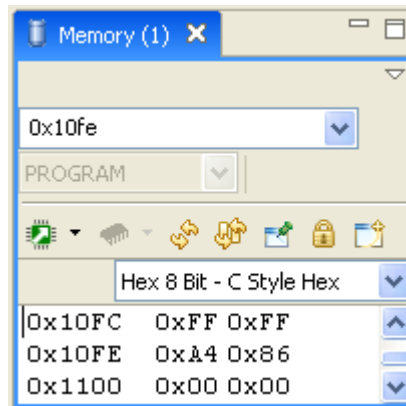 Memory (1)
0x10fe
PROGRAM
Hex 8 Bit - C Style Hex
0x10FC 0xFF 0xFF
0x10FE 0xA4 0x86
0x1100 0x00 0x00